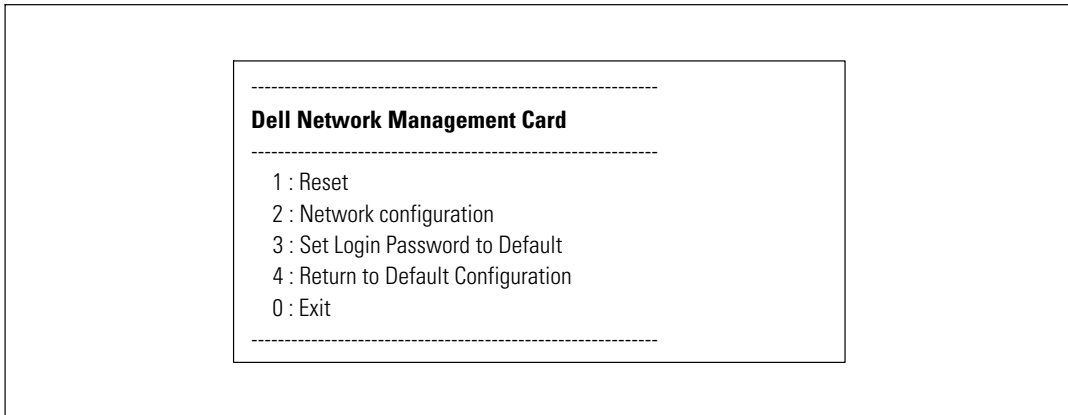 ------------------------------------------------------------
Dell Network Management Card
------------------------------------------------------------
1 : Reset
2 : Network configuration
3 : Set Login Password to Default
4 : Return to Default Configuration
0 : Exit
------------------------------------------------------------